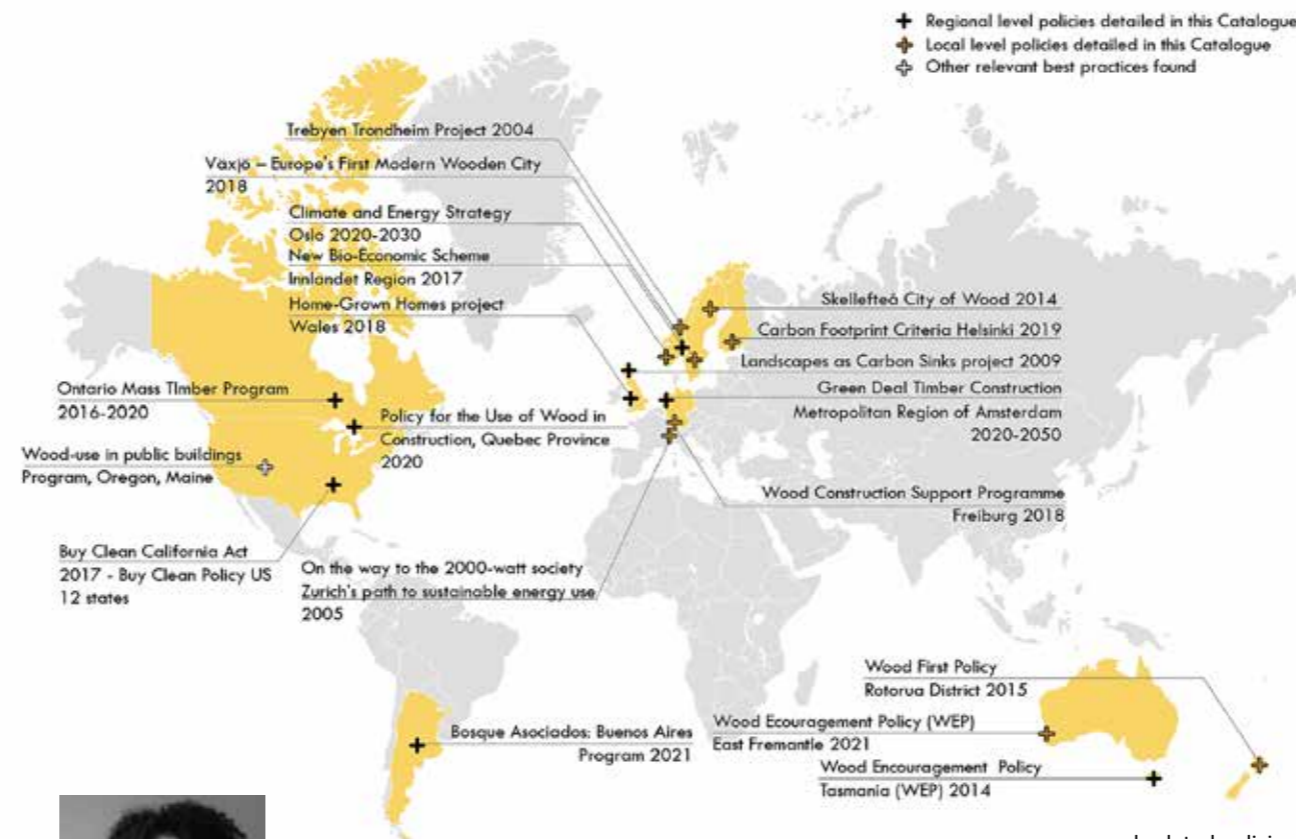 Regional level policies detailed in this Catalogue
Local level policies detailed in this Catalogue
Other relevant best practices found
Trebyen Trondheim Project 2004
Växjö – Europe's First Modern Wooden City
2018
Climate and Energy Strategy
Oslo 2020-2030
New Bio-Economic Scheme
Innlandet Region 2017
Home-Grown Homes project
Wales 2018
Skellefteå City of Wood 2014
Carbon Footprint Criteria Helsinki 2019
Landscapes as Carbon Sinks project 2009
Green Deal Timber Construction
Metropolitan Region of Amsterdam
2020-2050
Ontario Mass TImber Program
2016-2020
Policy for the Use of Wood in
Construction, Quebec Province
2020
Wood-use in public buildings
Program, Oregon, Maine
Wood Construction Support Programme
Freiburg 2018
Buy Clean California Act
2017 - Buy Clean Policy US
12 states
On the way to the 2000-watt society
Zurich's path to sustainable energy use
2005
Wood First Policy
Rotorua District 2015
Wood Ecouragement Policy (WEP)
East Fremantle 2021
Wood Encouragement Policy
Tasmania (WEP) 2014
Bosque Asociados: Buenos Aires
Program 2021